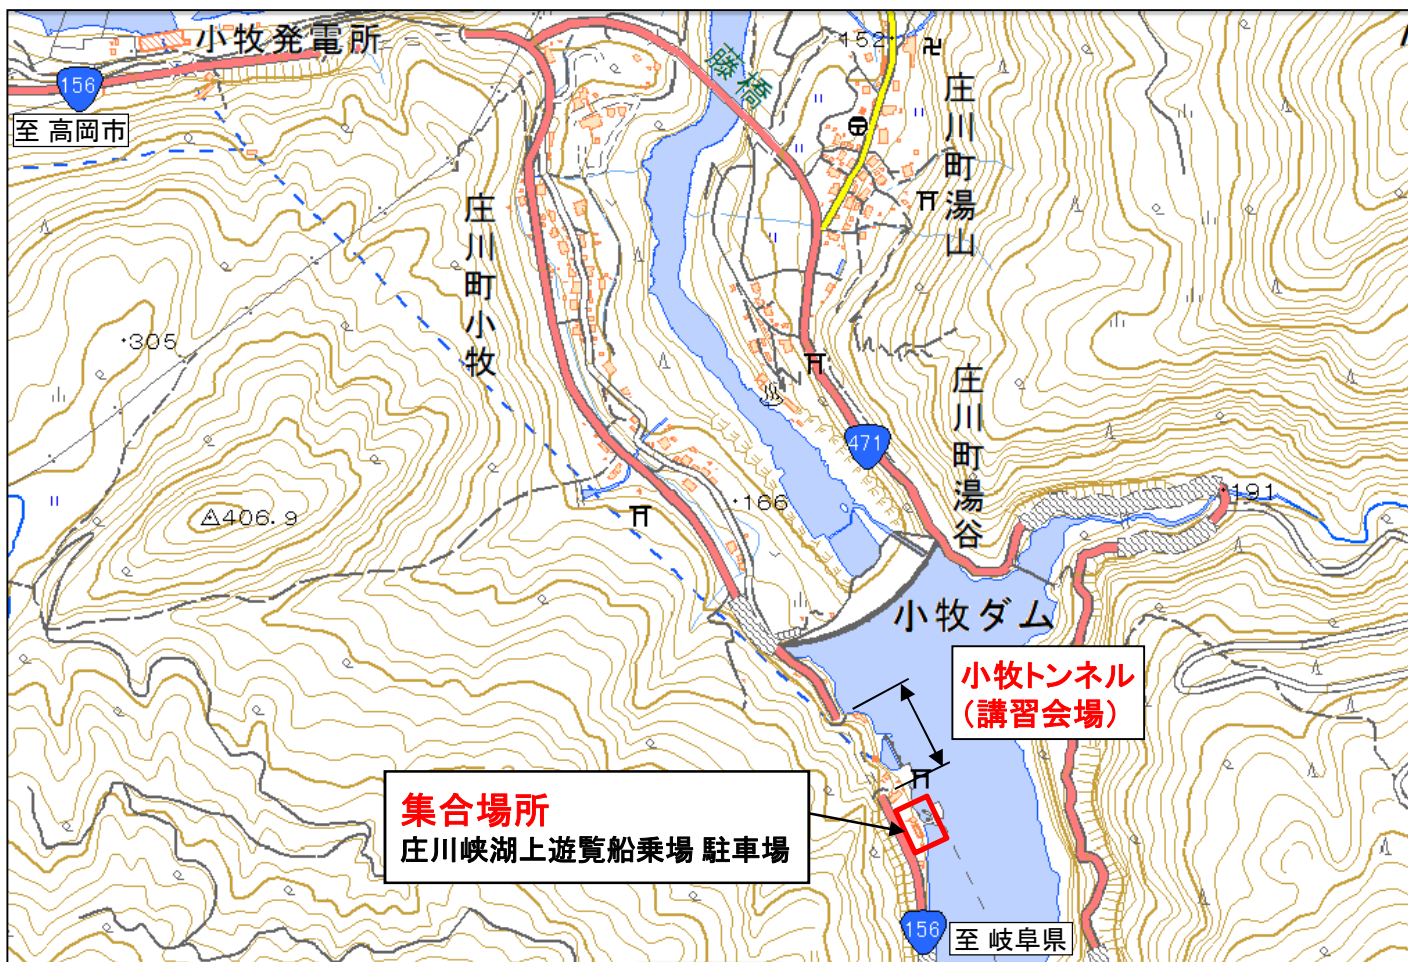 小牧発電所
156
至 高岡市
藤橋
152
庄川町湯山
庄川町小牧
305
庄川町湯谷
471
406.9
166
191
小牧ダム
小牧トンネル
（講習会場）
集合場所
庄川峡湖上遊覧船乗場 駐車場
156
至 岐阜県